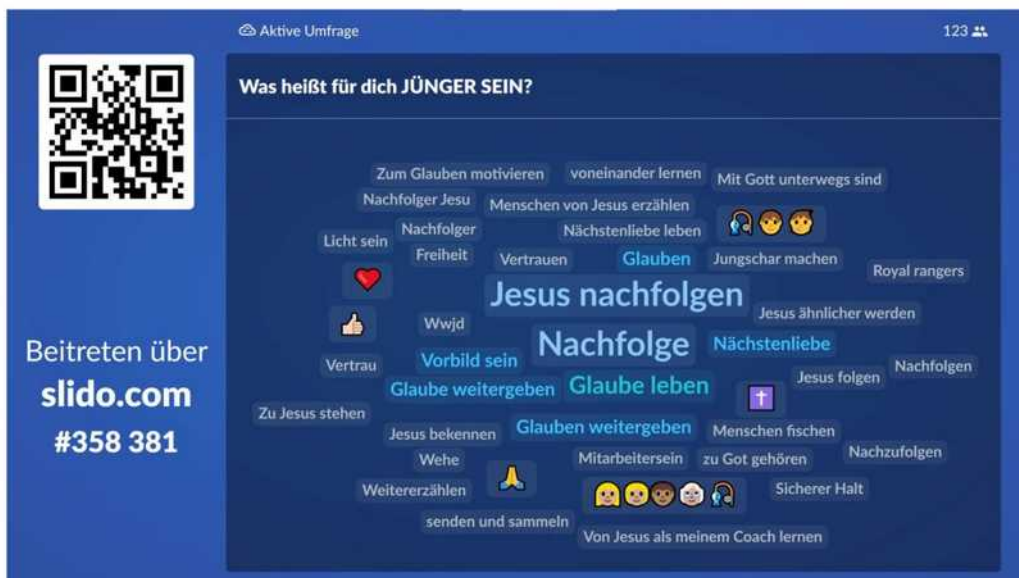 Aktive Umfrage
123
Was heißt für dich JÜNGER SEIN?
Zum Glauben motivieren
voneinander lernen
Mit Gott unterwegs sind
Nachfolger Jesu
Menschen von Jesus erzählen
Nachfolger
Nächstenliebe leben
Licht sein
Freiheit
Vertrauen
Glauben
Jungschar machen
Royal rangers
Jesus nachfolgen
Jesus ähnlicher werden
Wwjd
Nachfolge
Nächstenliebe
Vertrau
Vorbild sein
Jesus folgen
Nachfolgen
Glaube weitergeben
Glaube leben
Zu Jesus stehen
Jesus bekennen
Glauben weitergeben
Menschen fischen
Wehe
Mitarbeitersein
zu Got gehören
Nachzufolgen
Weitererzählen
Sicherer Halt
senden und sammeln
Von Jesus als meinem Coach lernen
Beitreten über
slido.com
#358 381